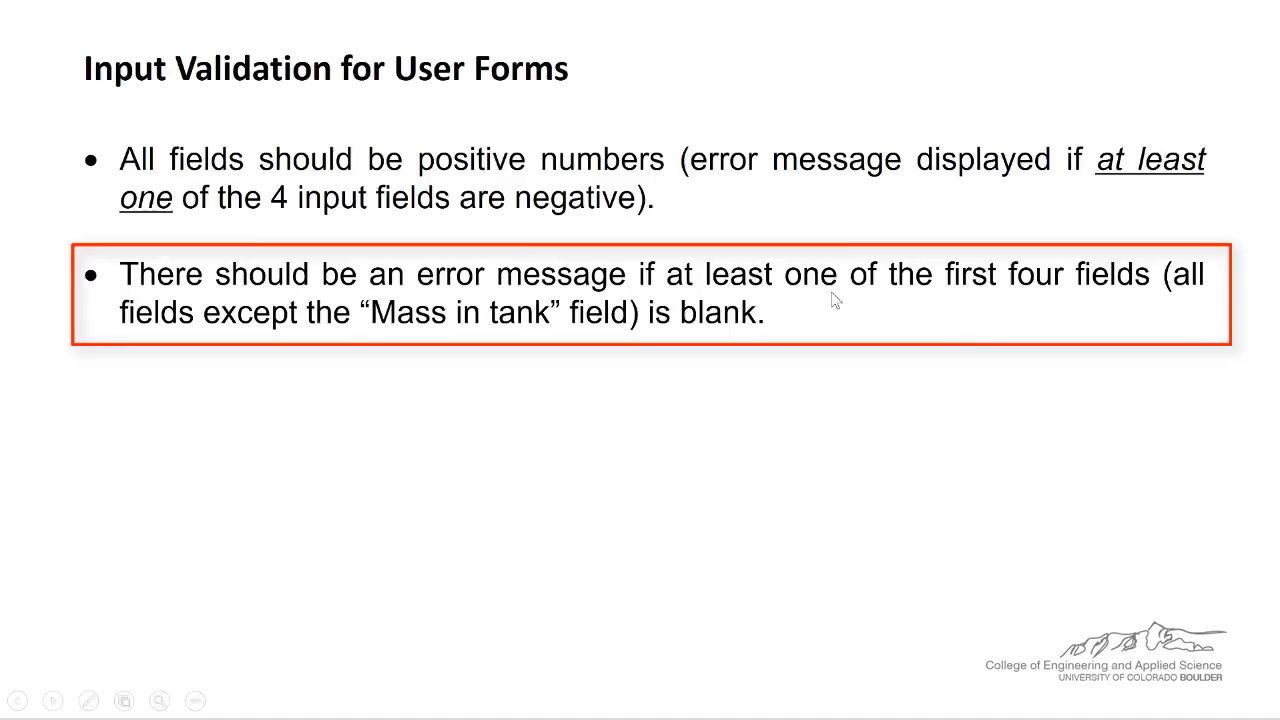 Input Validation for User Forms
• All fields should be positive numbers (error message displayed if at least
one of the 4 input fields are negative).
• There should be an error message if at least one of the first four fields (all
fields except the “Mass in tank” field) is blank.
College of Engineering and Applied Science
UNIVERSITY OF COLORADO BOULDER